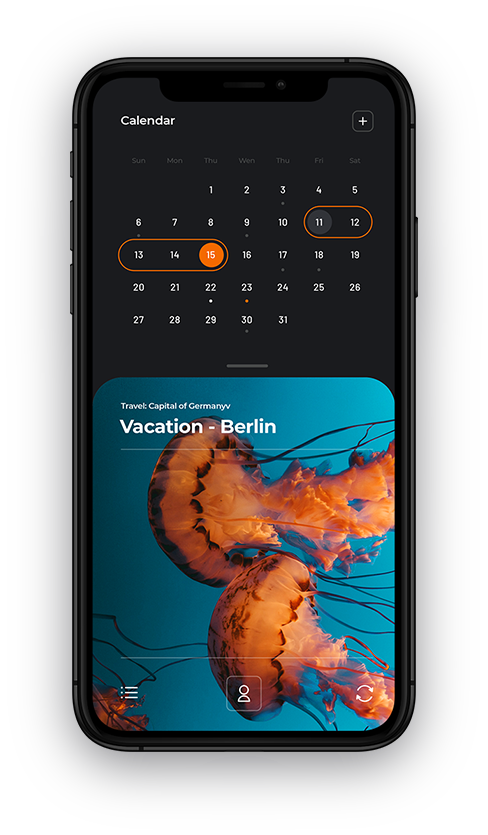 Calendar +
Sun Mon Thu Wen Thu Fri Sat
1 2 3 4 5
6 7 8 9 10 11 12
13 14 15 16 17 18 19
20 21 22 23 24 25 26
27 28 29 30 31
Travel: Capital of Germanyv
Vacation - Berlin